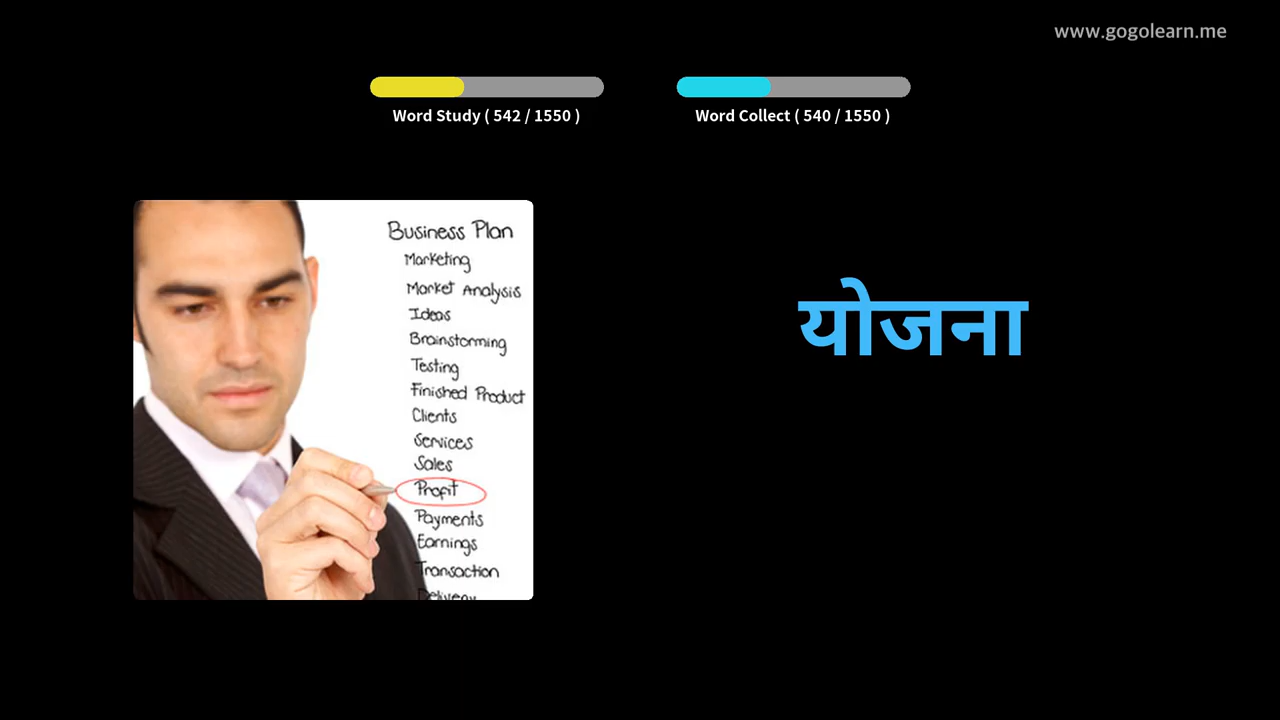 www.gogolearn.me
Word Study ( 542 / 1550 )
Word Collect ( 540 / 1550 )
Business Plan
Marketing
Market Analysis
Ideas
Brainstorming
Testing
Finished Product
Clients
Services
Sales
Profit
Payments
Earnings
Transaction
Delivery
योजना